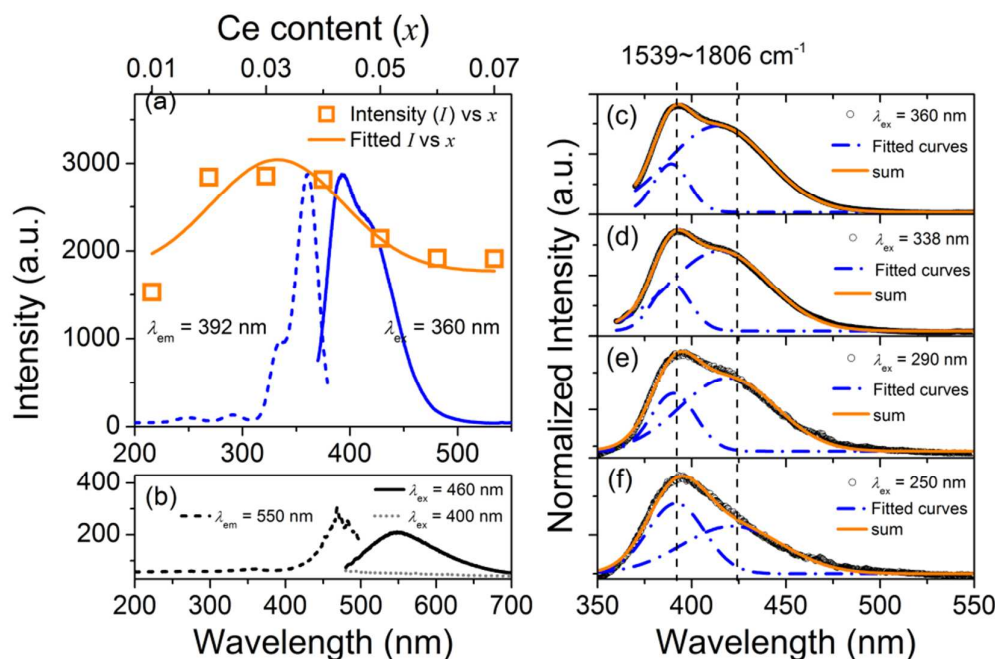 Ce content (x)
0.01 0.03 0.05 0.07
(a)
Intensity (I) vs x
Fitted I vs x
3000
2000
1000
0
λem = 392 nm
λex = 360 nm
200 300 400 500
Intensity (a.u.)
(b)
400
200
λem = 550 nm
λex = 460 nm
λex = 400 nm
200 300 400 500 600 700
Wavelength (nm)
1539~1806 cm⁻¹
Normalized Intensity (a.u.)
(c)
λex = 360 nm
Fitted curves
sum
(d)
λex = 338 nm
Fitted curves
sum
(e)
λex = 290 nm
Fitted curves
sum
(f)
λex = 250 nm
Fitted curves
sum
350 400 450 500 550
Wavelength (nm)